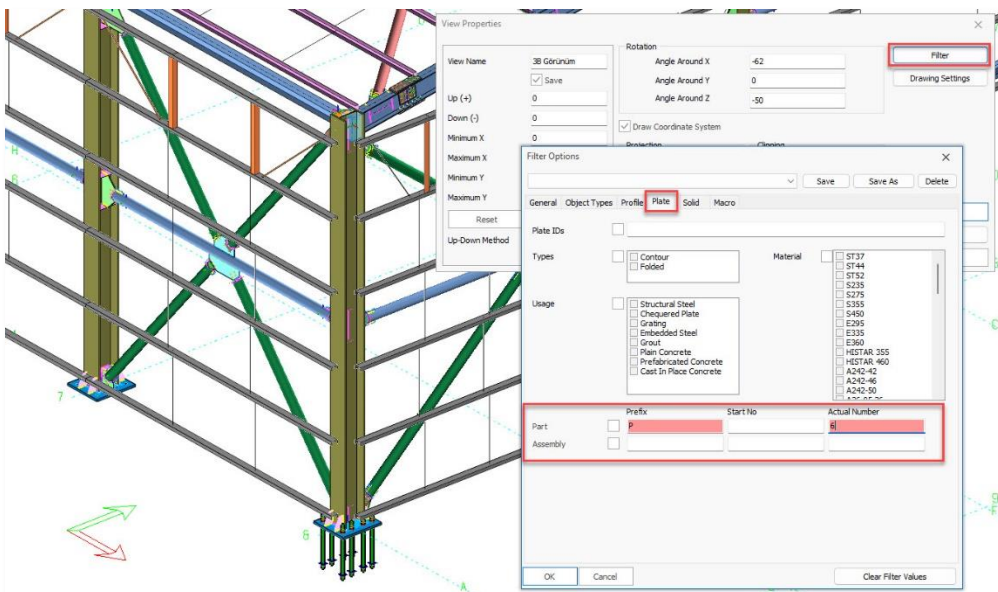 View Properties
View Name
3B Görünüm
Save
Up (+)
0
Down (-)
0
Minimum X
0
Maximum X
Minimum Y
Maximum Y
Reset
Up-Down Method
Rotation
Angle Around X
-62
Angle Around Y
0
Angle Around Z
-50
Draw Coordinate System
Projection
Clipping
Filter
Drawing Settings
Filter Options
Save
Save As
Delete
General
Object Types
Profile
Plate
Solid
Macro
Plate IDs
Types
Contour
Folded
Material
ST37
ST44
ST52
S235
S275
S355
S450
E295
E335
E360
HISTAR 355
HISTAR 460
A242-42
A242-46
A242-50
Usage
Structural Steel
Chequered Plate
Grating
Embedded Steel
Grout
Plain Concrete
Prefabricated Concrete
Cast In Place Concrete
Prefix
Start No
Actual Number
Part
P
6
Assembly
OK
Cancel
Clear Filter Values
H
7
A
C